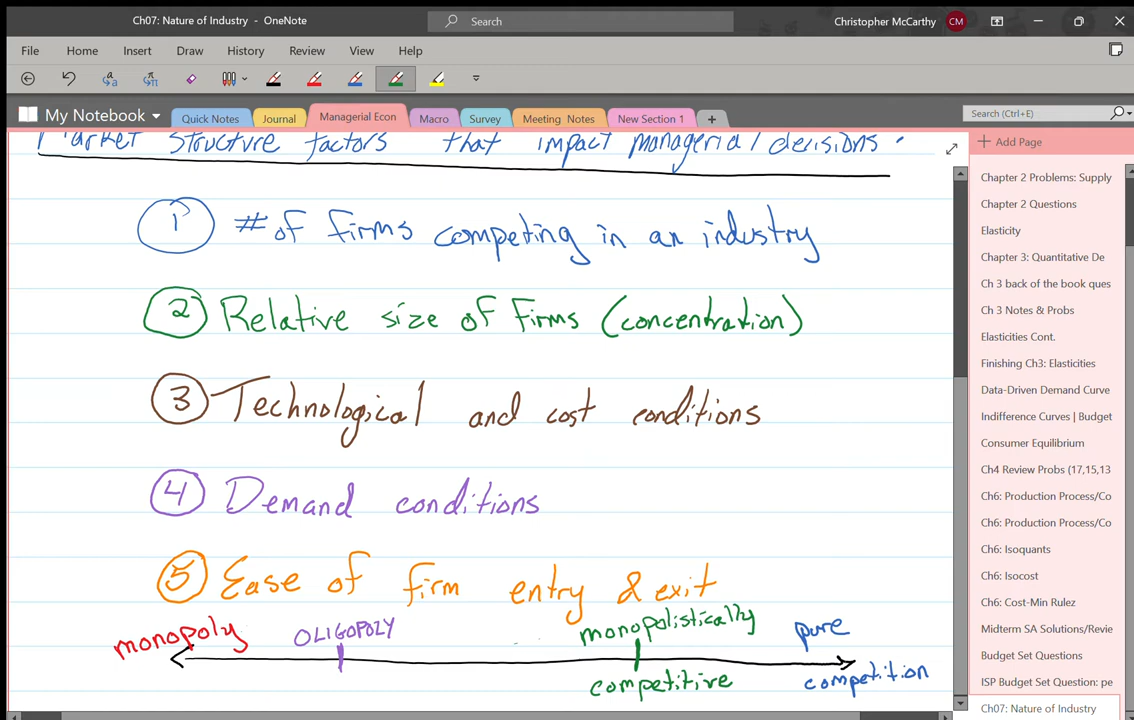 Ch07: Nature of Industry - OneNote
Search
Christopher McCarthy CM
File Home Insert Draw History Review View Help
My Notebook
Quick Notes Journal Managerial Econ Macro Survey Meeting Notes New Section 1 +
Search (Ctrl+E)
Market structure factors that impact managerial decisions.
1 # of firms competing in an industry
2 Relative size of firms (concentration)
3 Technological and cost conditions
4 Demand conditions
5 Ease of firm entry & exit
monopoly OLIGOPOLY monopolistically pure
competitive competition
+ Add Page
Chapter 2 Problems: Supply
Chapter 2 Questions
Elasticity
Chapter 3: Quantitative De
Ch 3 back of the book ques
Ch 3 Notes & Probs
Elasticities Cont.
Finishing Ch3: Elasticities
Data-Driven Demand Curve
Indifference Curves | Budget
Consumer Equilibrium
Ch4 Review Probs (17,15,13
Ch6: Production Process/Co
Ch6: Production Process/Co
Ch6: Isoquants
Ch6: Isocost
Ch6: Cost-Min Rulez
Midterm SA Solutions/Revie
Budget Set Questions
ISP Budget Set Question: pe
Ch07: Nature of Industry